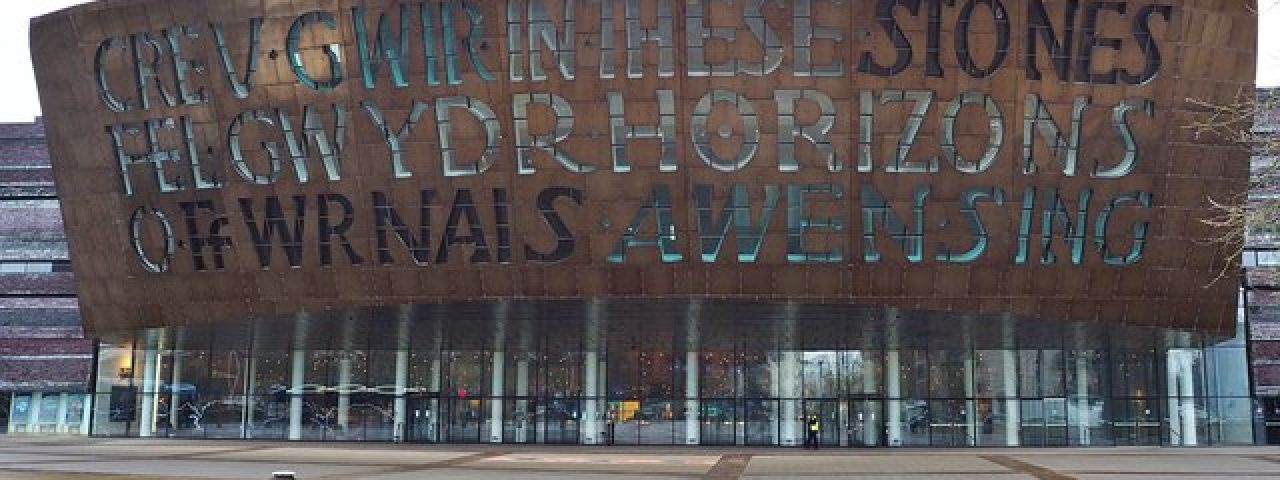 CREU GWIR IN THESE STONES
FEL GWYDR HORIZONS
O FFWRNAIS AWEN SING